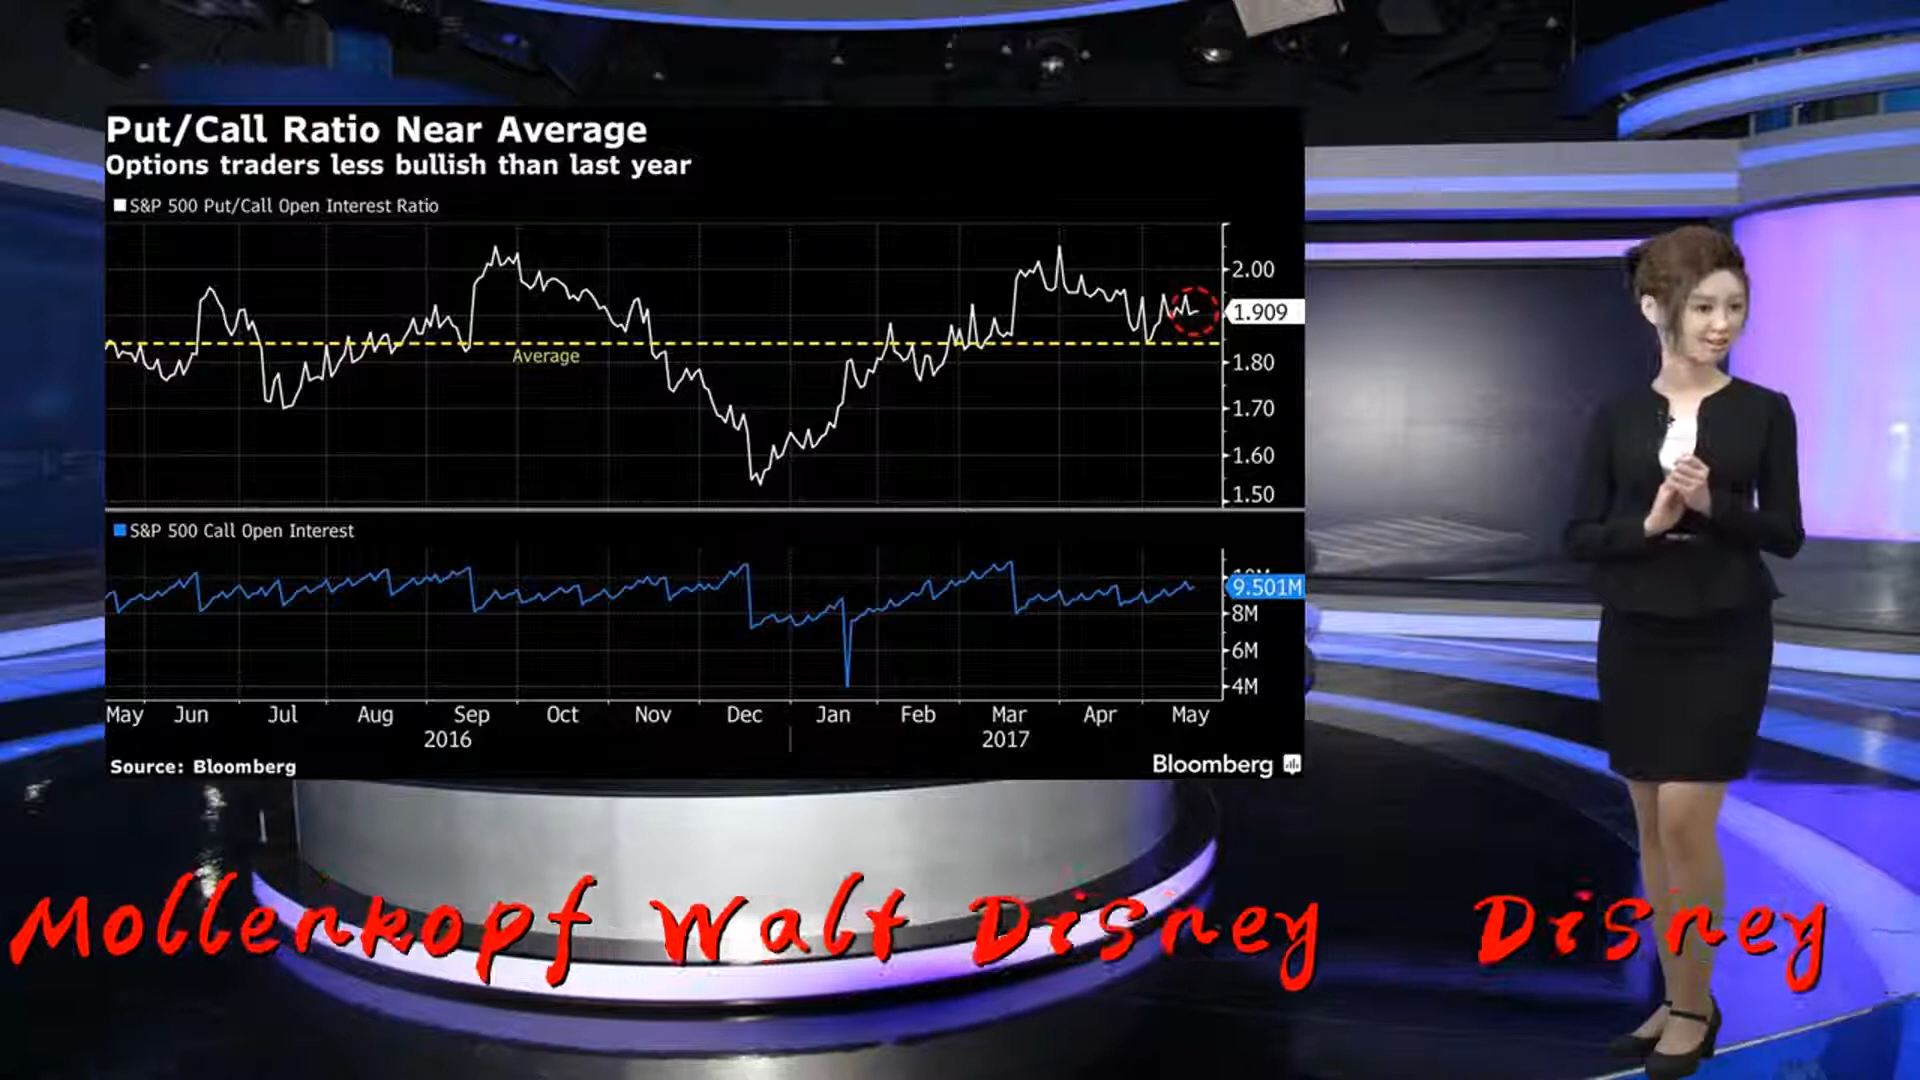 Put/Call Ratio Near Average
Options traders less bullish than last year
S&P 500 Put/Call Open Interest Ratio
2.00
1.909
Average
1.80
1.70
1.60
1.50
S&P 500 Call Open Interest
10M
9.501M
8M
6M
4M
May Jun Jul Aug Sep Oct Nov Dec Jan Feb Mar Apr May
2016 2017
Source: Bloomberg
Bloomberg
Mollenkopf Walt Disney Disney